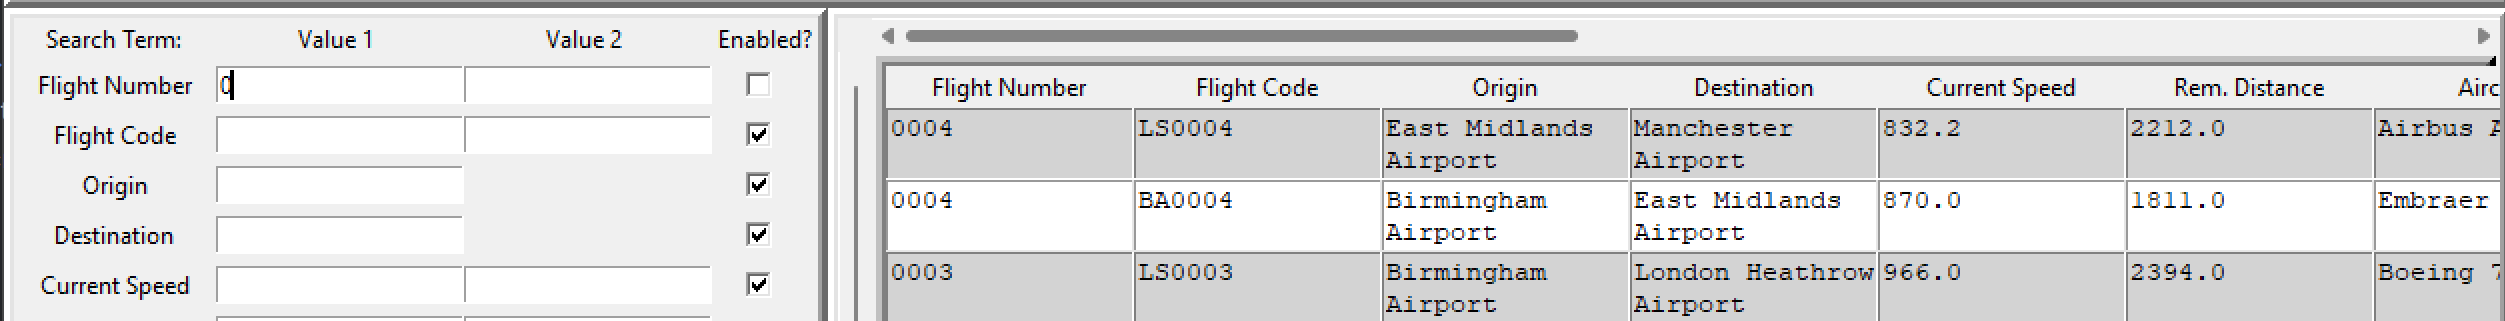 Search Term: Value 1 Value 2 Enabled?
Flight Number 0
Flight Code
Origin
Destination
Current Speed
Flight Number Flight Code Origin Destination Current Speed Rem. Distance Airc
0004 LS0004 East Midlands Manchester 832.2 2212.0 Airbus A
Airport Airport
0004 BA0004 Birmingham East Midlands 870.0 1811.0 Embraer
Airport Airport
0003 LS0003 Birmingham London Heathrow 966.0 2394.0 Boeing 7
Airport Airport